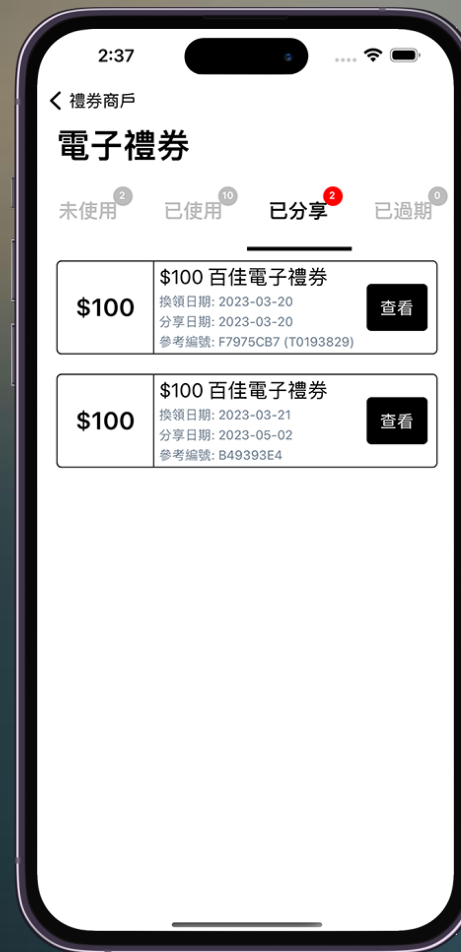 2:37
禮券商戶
電子禮券
未使用 2 已使用 10 已分享 2 已過期 0
$100
$100 百佳電子禮券
換領日期: 2023-03-20
分享日期: 2023-03-20
參考編號: F7975CB7 (T0193829)
查看
$100
$100 百佳電子禮券
換領日期: 2023-03-21
分享日期: 2023-05-02
參考編號: B49393E4
查看